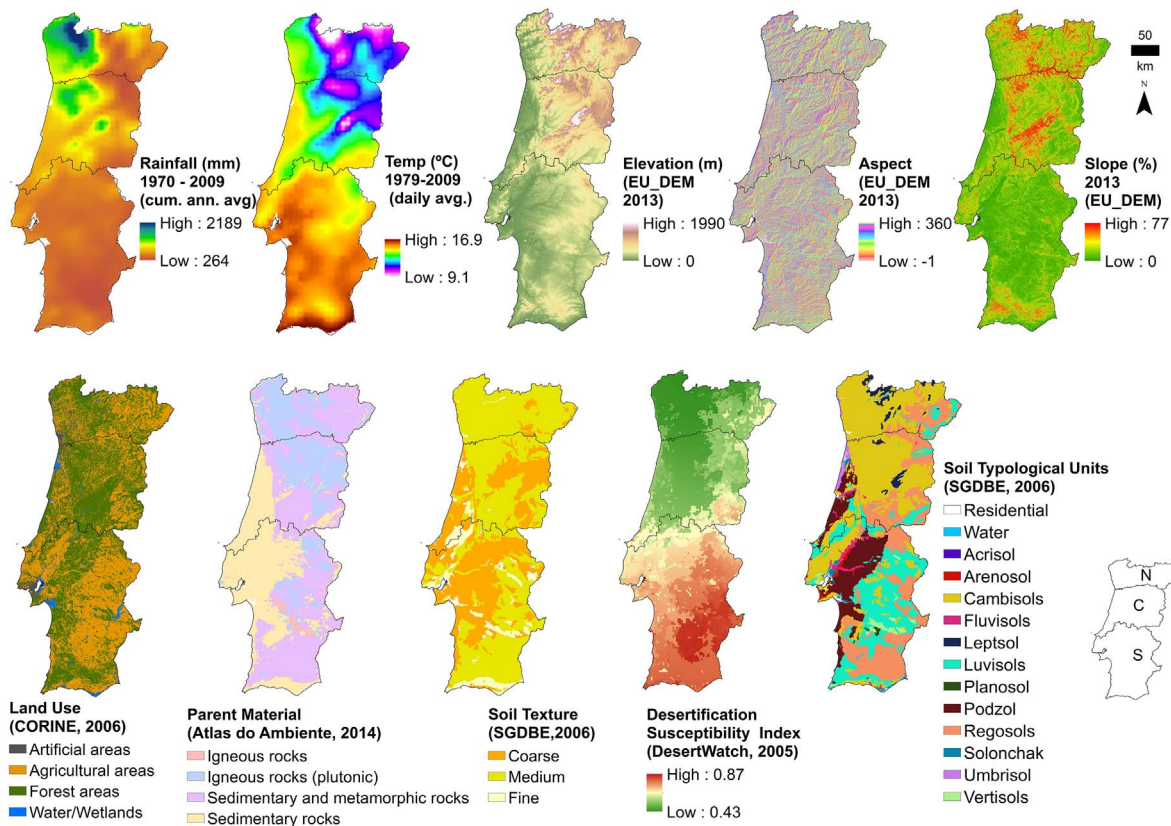 Rainfall (mm)
1970 - 2009
(cum. ann. avg)
High : 2189
Low : 264
Temp (ºC)
1979-2009
(daily avg.)
High : 16.9
Low : 9.1
Elevation (m)
(EU_DEM
2013)
High : 1990
Low : 0
Aspect
(EU_DEM
2013)
High : 360
Low : -1
Slope (%)
2013
(EU_DEM)
High : 77
Low : 0
50
km
N
Land Use
(CORINE, 2006)
Artificial areas
Agricultural areas
Forest areas
Water/Wetlands
Parent Material
(Atlas do Ambiente, 2014)
Igneous rocks
Igneous rocks (plutonic)
Sedimentary and metamorphic rocks
Sedimentary rocks
Soil Texture
(SGDBE,2006)
Coarse
Medium
Fine
Desertification
Susceptibility Index
(DesertWatch, 2005)
High : 0.87
Low : 0.43
Soil Typological Units
(SGDBE, 2006)
Residential
Water
Acrisol
Arenosol
Cambisols
Fluvisols
Leptsol
Luvisols
Planosol
Podzol
Regosols
Solonchak
Umbrisol
Vertisols
N
C
S